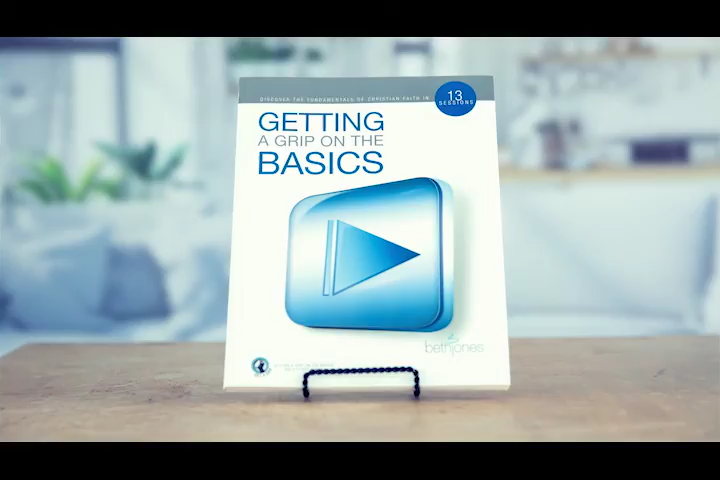 DISCOVER THE FUNDAMENTALS OF CHRISTIAN FAITH IN
13
SESSIONS
GETTING
A GRIP ON THE
BASICS
bethjones